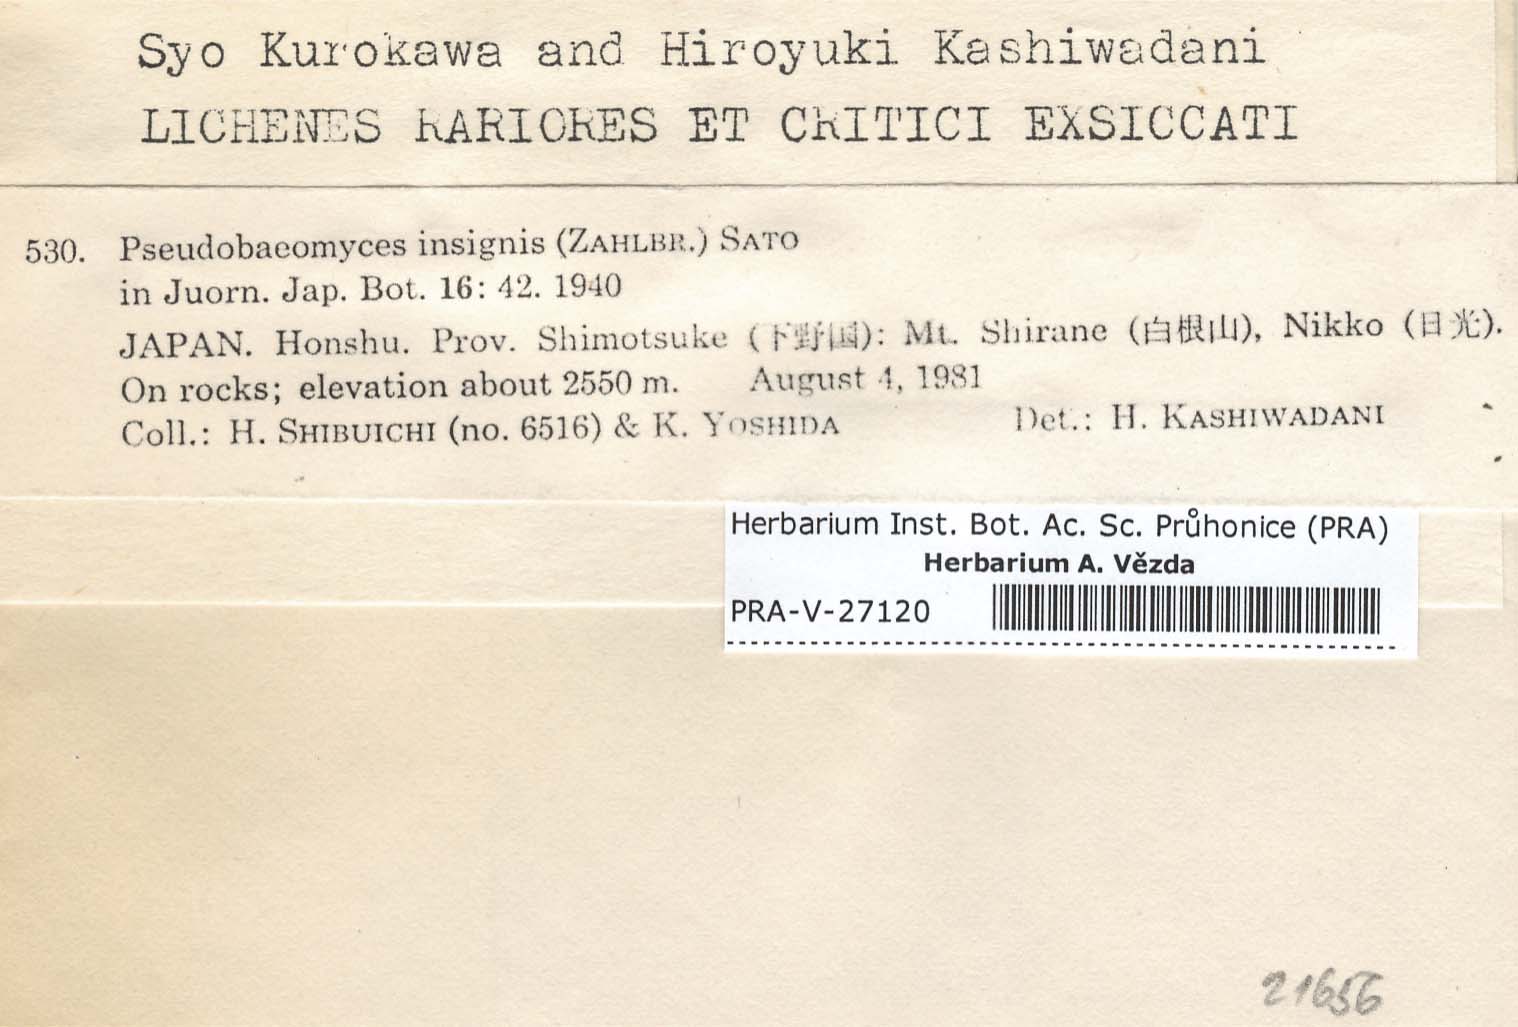 Syo Kurokawa and Hiroyuki Kashiwadani
LICHENES RARIORES ET CRITICI EXSICCATI
530. Pseudobaeomyces insignis (ZAHLBR.) SATO
in Juorn. Jap. Bot. 16: 42. 1940
JAPAN. Honshu. Prov. Shimotsuke (下野国): Mt. Shirane (白根山), Nikko (日光).
On rocks; elevation about 2550 m. August 4, 1981
Coll.: H. SHIBUICHI (no. 6516) & K. YOSHIDA Det.: H. KASHIWADANI
Herbarium Inst. Bot. Ac. Sc. Průhonice (PRA)
Herbarium A. Vězda
PRA-V-27120
21656